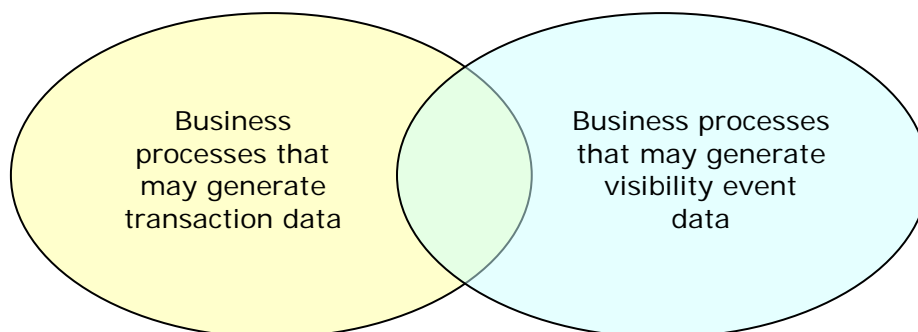 Business
processes that
may generate
transaction data
Business processes
that may generate
visibility event
data